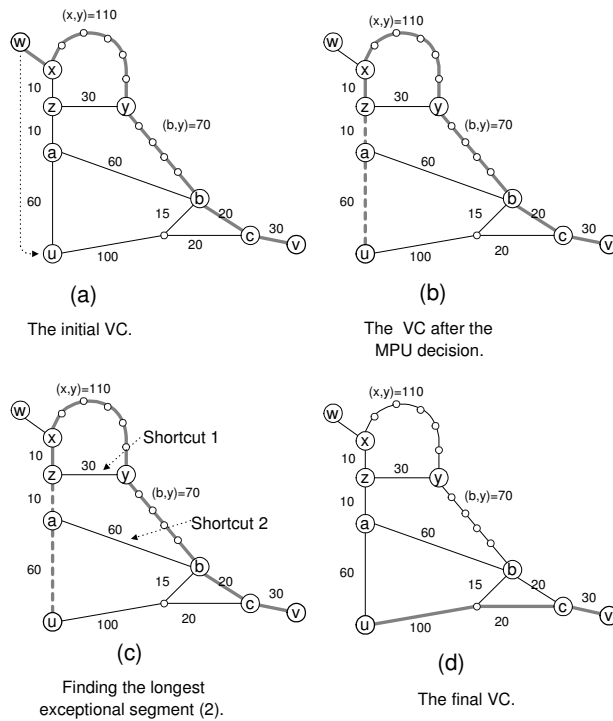 (x,y)=110
w
x
10
30
z
y
10
(b,y)=70
a
60
60
b
15
20
30
c
v
20
u
100
(a)
The initial VC.
(x,y)=110
w
x
10
30
z
y
10
(b,y)=70
a
60
60
b
15
20
30
c
v
20
u
100
(b)
The VC after the
MPU decision.
(x,y)=110
w
x
Shortcut 1
10
30
z
y
10
(b,y)=70
a
60
Shortcut 2
60
b
15
20
30
c
v
20
u
100
(c)
Finding the longest
exceptional segment (2).
(x,y)=110
w
x
10
30
z
y
10
(b,y)=70
a
60
60
b
15
20
30
c
v
20
u
100
(d)
The final VC.